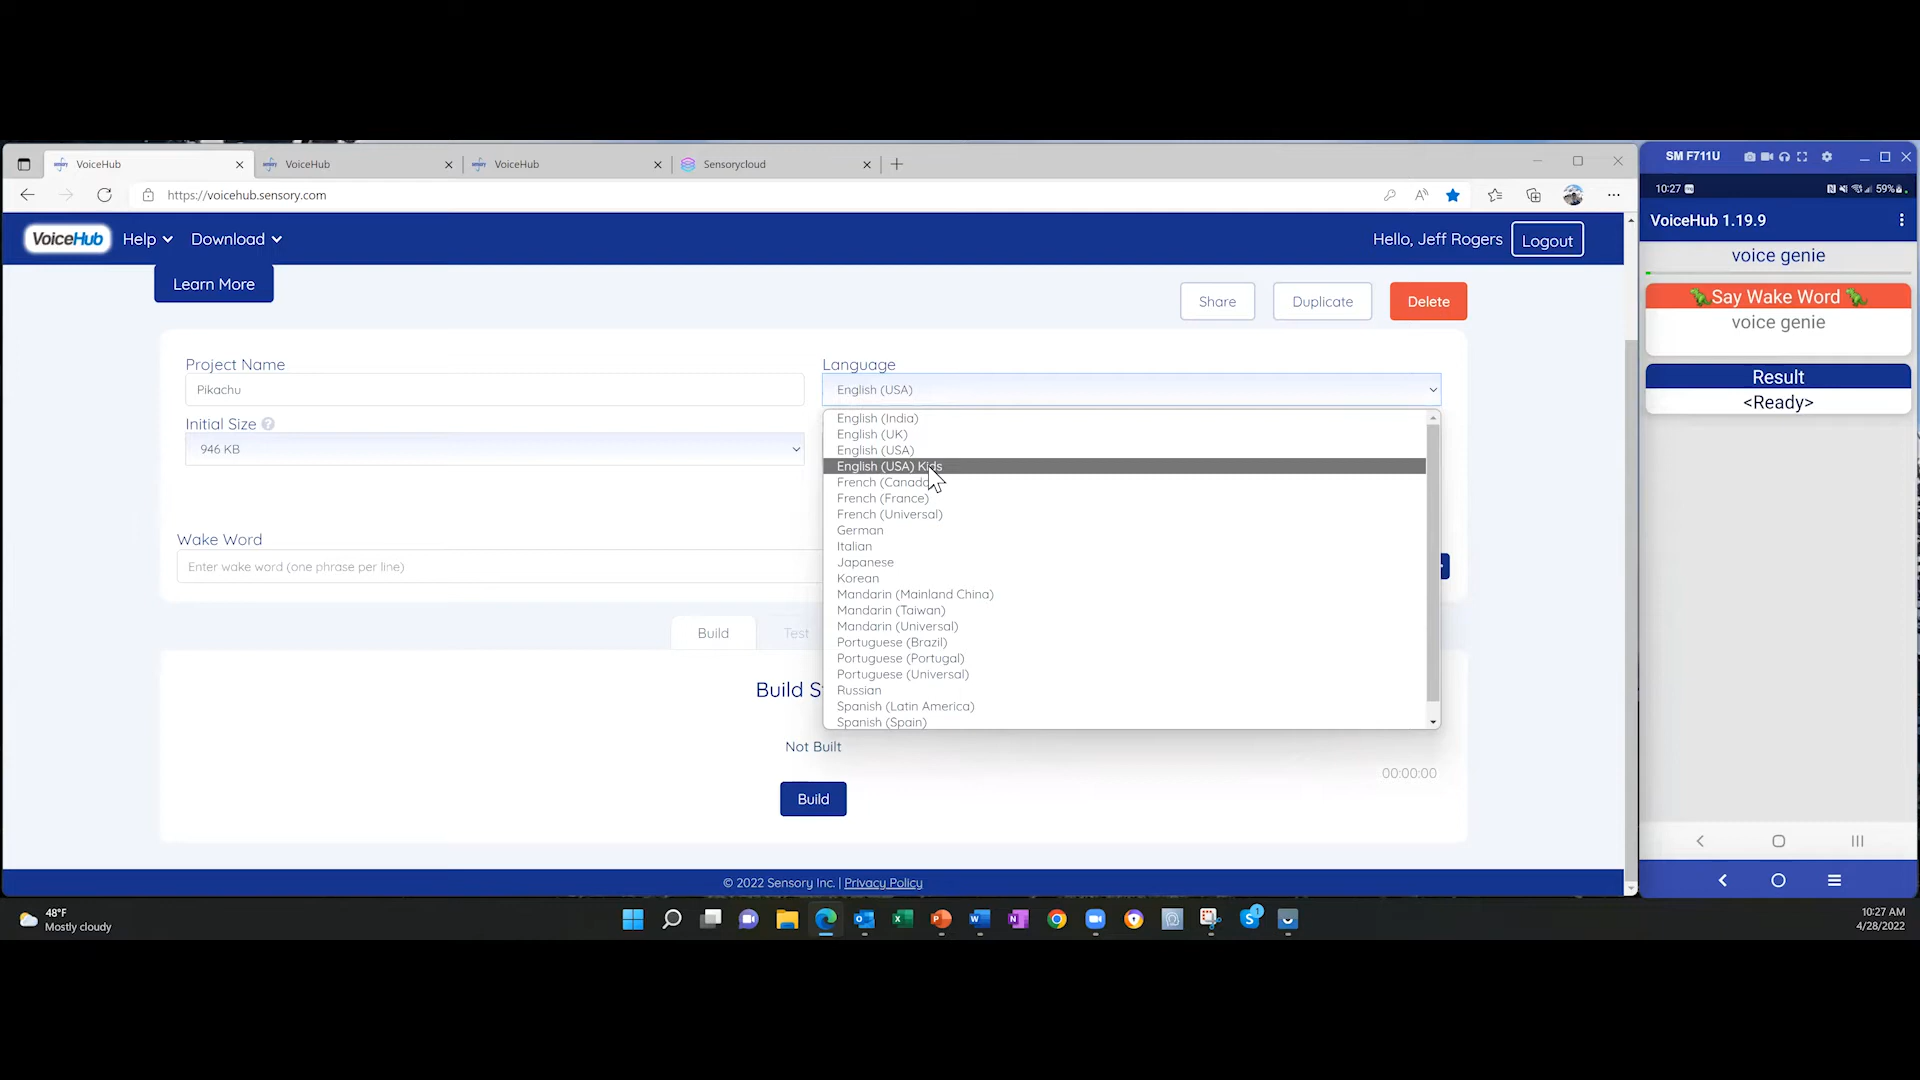 VoiceHub
VoiceHub
VoiceHub
Sensorycloud
https://voicehub.sensory.com
VoiceHub
Help
Download
Hello, Jeff Rogers
Logout
Learn More
Share
Duplicate
Delete
Project Name
Pikachu
Language
English (USA)
Initial Size
946 KB
English (India)
English (UK)
English (USA)
English (USA) Kids
French (Canada
French (France)
French (Universal)
German
Italian
Japanese
Korean
Mandarin (Mainland China)
Mandarin (Taiwan)
Mandarin (Universal)
Portuguese (Brazil)
Portuguese (Portugal)
Portuguese (Universal)
Russian
Spanish (Latin America)
Spanish (Spain)
Wake Word
Enter wake word (one phrase per line)
Build
Test
Build S
Not Built
00:00:00
Build
© 2022 Sensory Inc. | Privacy Policy
SM F711U
10:27
59%
VoiceHub 1.19.9
voice genie
Say Wake Word
voice genie
Result
<Ready>
48°F
Mostly cloudy
10:27 AM
4/28/2022